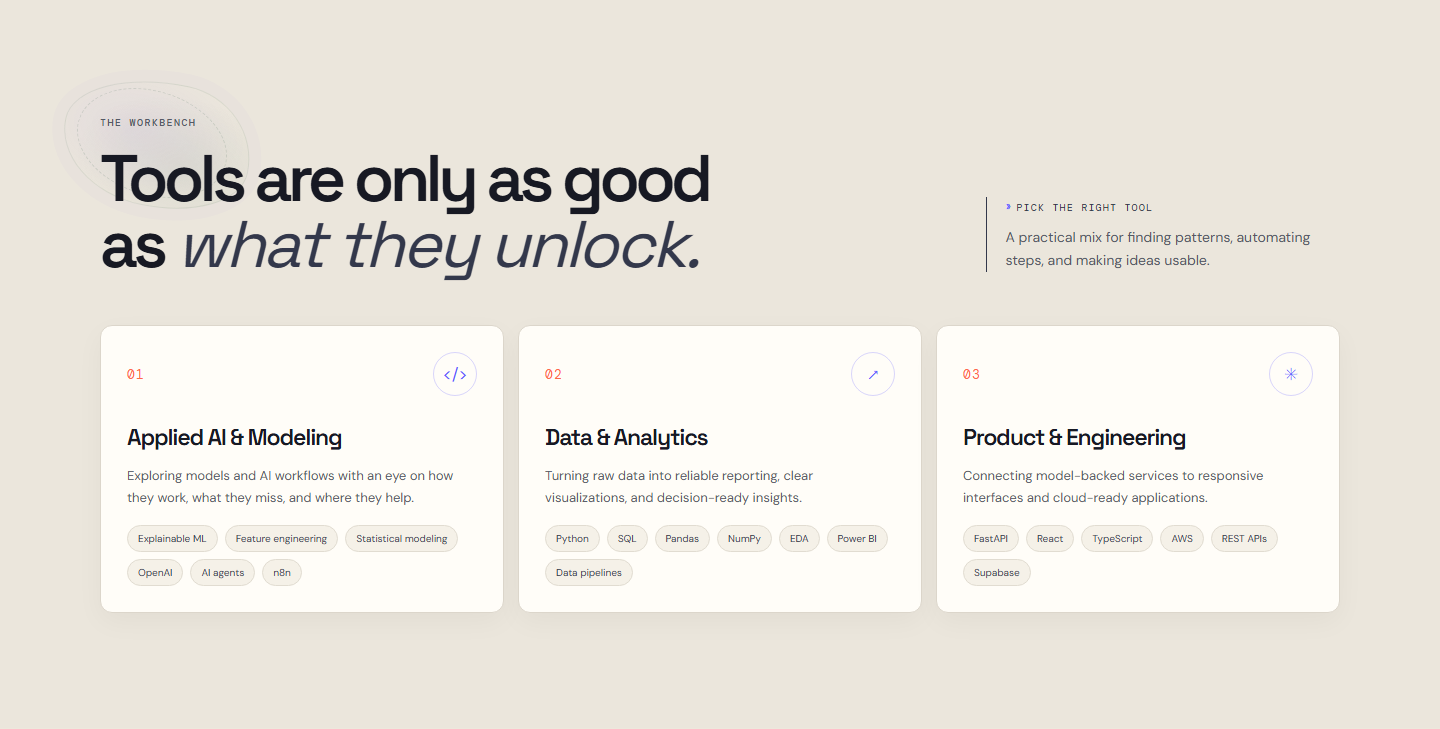 THE WORKBENCH
Tools are only as good
as what they unlock.
›› PICK THE RIGHT TOOL
A practical mix for finding patterns, automating
steps, and making ideas usable.
01
</>
Applied AI & Modeling
Exploring models and AI workflows with an eye on how
they work, what they miss, and where they help.
Explainable ML
Feature engineering
Statistical modeling
OpenAI
AI agents
n8n
02
↗
Data & Analytics
Turning raw data into reliable reporting, clear
visualizations, and decision-ready insights.
Python
SQL
Pandas
NumPy
EDA
Power BI
Data pipelines
03
✳
Product & Engineering
Connecting model-backed services to responsive
interfaces and cloud-ready applications.
FastAPI
React
TypeScript
AWS
REST APIs
Supabase